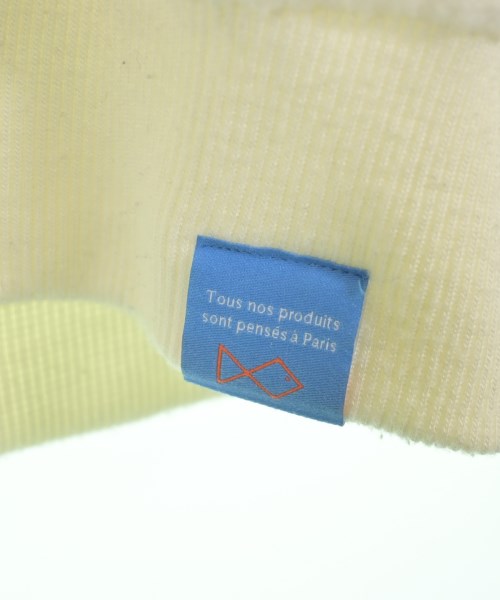 Tous nos produits
sont pensés à Paris